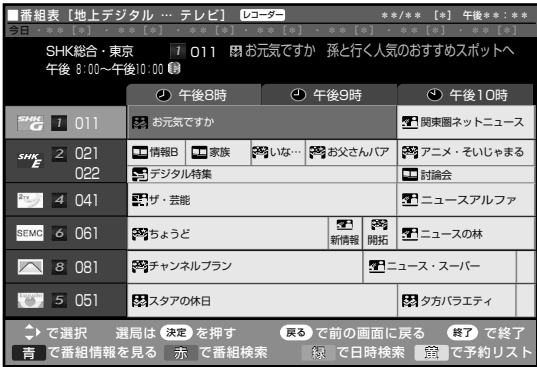 ■番組表 [地上デジタル … テレビ] レコーダー **/** [*] 午後**:**
今日・** [*]・** [*]・** [*]・** [*]・** [*]・** [*]・** [*]
SHK総合・東京 1 011 お元気ですか 孫と行く人気のおすすめスポットへ
午後 8:00~午後10:00
午後8時 午後9時 午後10時
SHK G 1 011 お元気ですか 関東圏ネットニュース
SHK E 2 021 情報B 家族 いな… お父さんバア アニメ・そいじゃまる
022 デジタル特集 討論会
2TV 4 041 ザ・芸能 ニュースアルファ
SEMC 6 061 ちょうど 新情報 開拓 ニュースの林
8 081 チャンネルプラン ニュース・スーパー
5 051 スタアの休日 夕方バラエティ
で選択 選局は 決定 を押す 戻る で前の画面に戻る 終了 で終了
青 で番組情報を見る 赤 で番組検索 緑 で日時検索 黄 で予約リスト